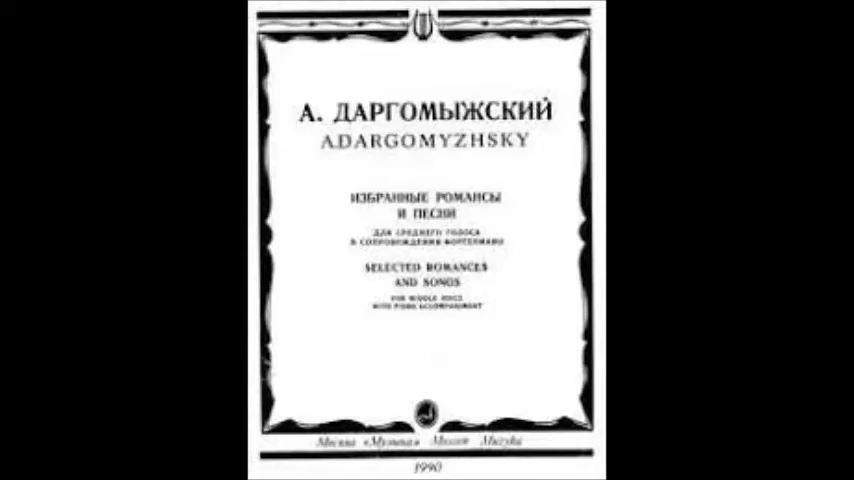 А. ДАРГОМЫЖСКИЙ
A.DARGOMYZHSKY
ИЗБРАННЫЕ РОМАНСЫ
И ПЕСНИ
ДЛЯ СРЕДНЕГО ГОЛОСА
В СОПРОВОЖДЕНИИ ФОРТЕПИАНО
SELECTED ROMANCES
AND SONGS
FOR MIDDLE VOICE
WITH PIANO ACCOMPANIMENT
Москва «Музыка» Moscow Muzyka
1990